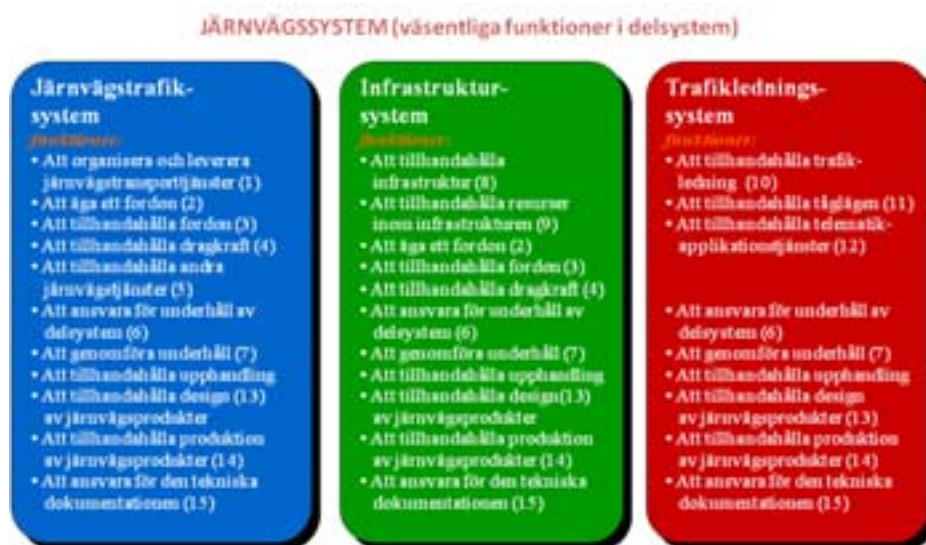 JÄRNVÄGSSYSTEM (väsentliga funktioner i delsystem)
Järnvägstrafik-
system
funktioner:
• Att organisera och leverera
järnvägstransporttjänster (1)
• Att äga ett fordon (2)
• Att tillhandahålla fordon (3)
• Att tillhandahålla dragkraft (4)
• Att tillhandahålla andra
järnvägstjänster (5)
• Att ansvara för underhåll av
delsystem (6)
• Att genomföra underhåll (7)
• Att tillhandahålla upphandling
• Att tillhandahålla design (13)
av järnvägsprodukter
• Att tillhandahålla produktion
av järnvägsprodukter (14)
• Att ansvara för den tekniska
dokumentationen (15)
Infrastruktur-
system
funktioner:
• Att tillhandahålla
infrastruktur (8)
• Att tillhandahålla resurser
inom infrastrukturen (9)
• Att äga ett fordon (2)
• Att tillhandahålla fordon (3)
• Att tillhandahålla dragkraft (4)
• Att ansvara för underhåll av
delsystem (6)
• Att genomföra underhåll (7)
• Att tillhandahålla upphandling
• Att tillhandahålla design(13)
av järnvägsprodukter
• Att tillhandahålla produktion
av järnvägsprodukter (14)
• Att ansvara för den tekniska
dokumentationen (15)
Trafiklednings-
system
funktioner:
• Att tillhandahålla trafik-
ledning (10)
• Att tillhandahålla tåglägen (11)
• Att tillhandahålla telematik-
applikationstjänster (12)
• Att ansvara för underhåll av
delsystem (6)
• Att genomföra underhåll (7)
• Att tillhandahålla upphandling
• Att tillhandahålla design
av järnvägsprodukter (13)
• Att tillhandahålla produktion
av järnvägsprodukter (14)
• Att ansvara för den tekniska
dokumentationen (15)